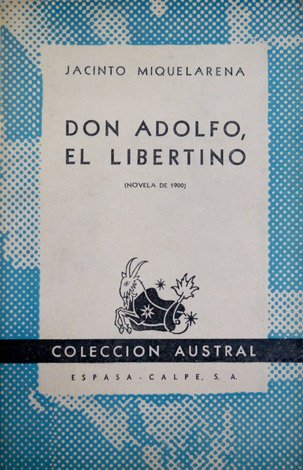 JACINTO MIQUELARENA
DON ADOLFO,
EL LIBERTINO
(NOVELA DE 1900)
COLECCION AUSTRAL
ESPASA - CALPE, S. A.